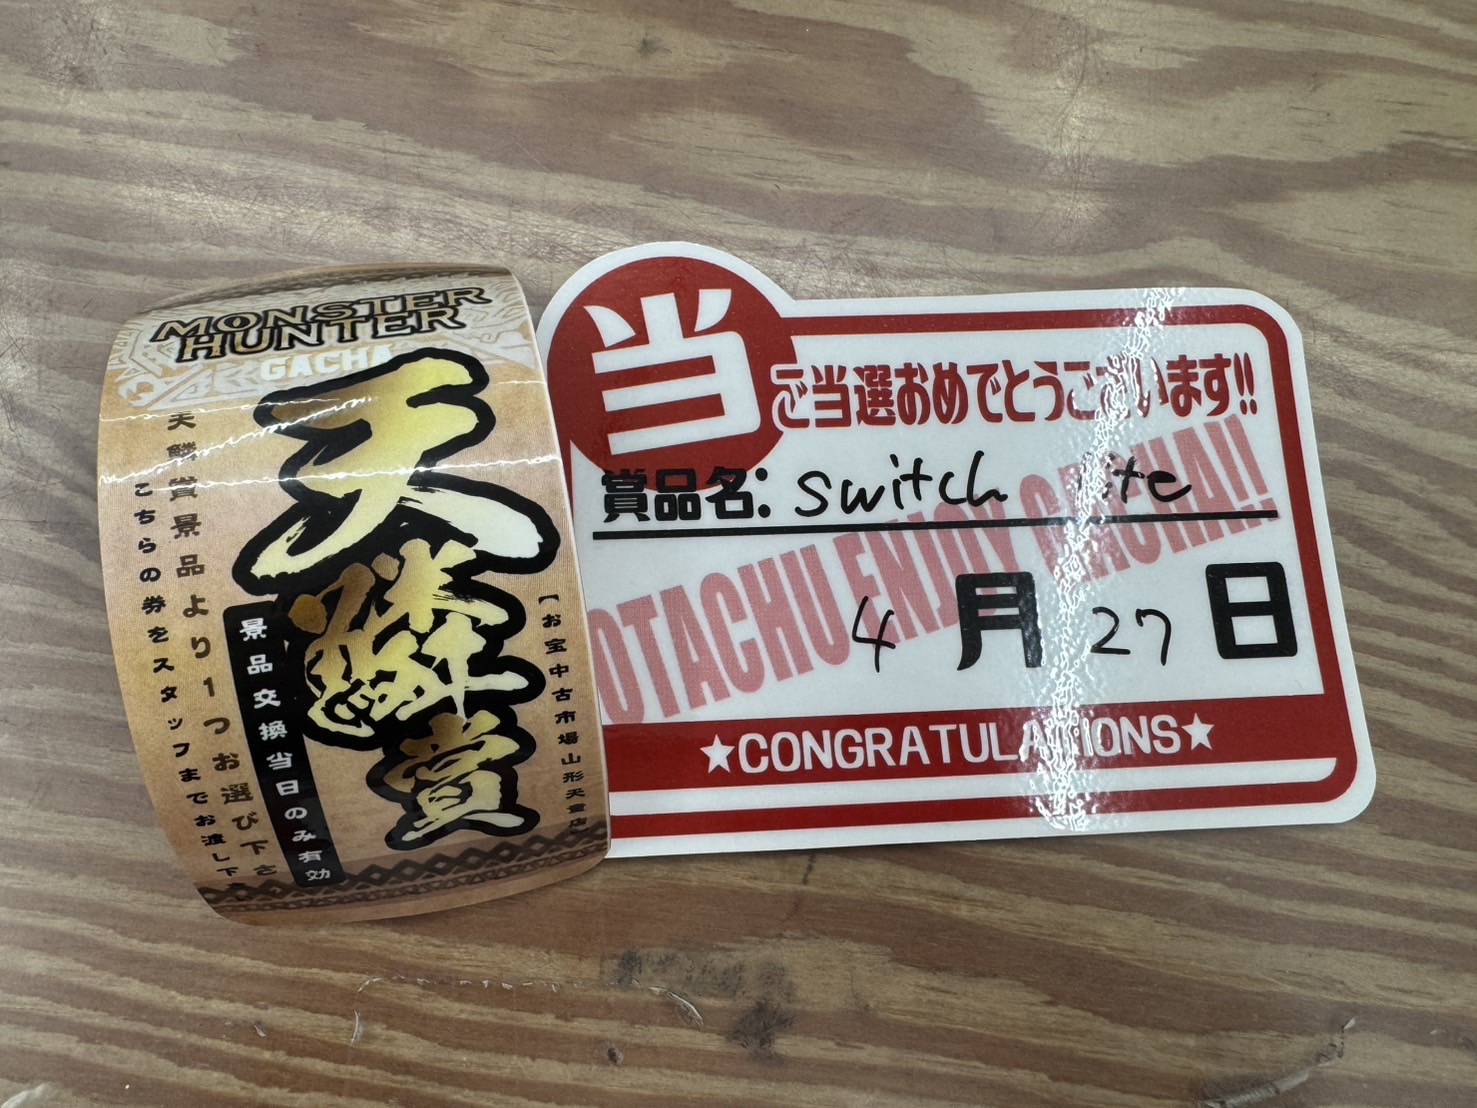 MONSTER
HUNTER
GACHA
天鱗賞
天鱗賞景品より1つお選び下さい
こちらの券をスタッフまでお渡し下さい
景品交換当日のみ有効
【お宝中古市場山形天童店
当
ご当選おめでとうございます!!
賞品名: switch lite
OTACHU ENJOY GACHA!!
4月27日
★CONGRATULATIONS★